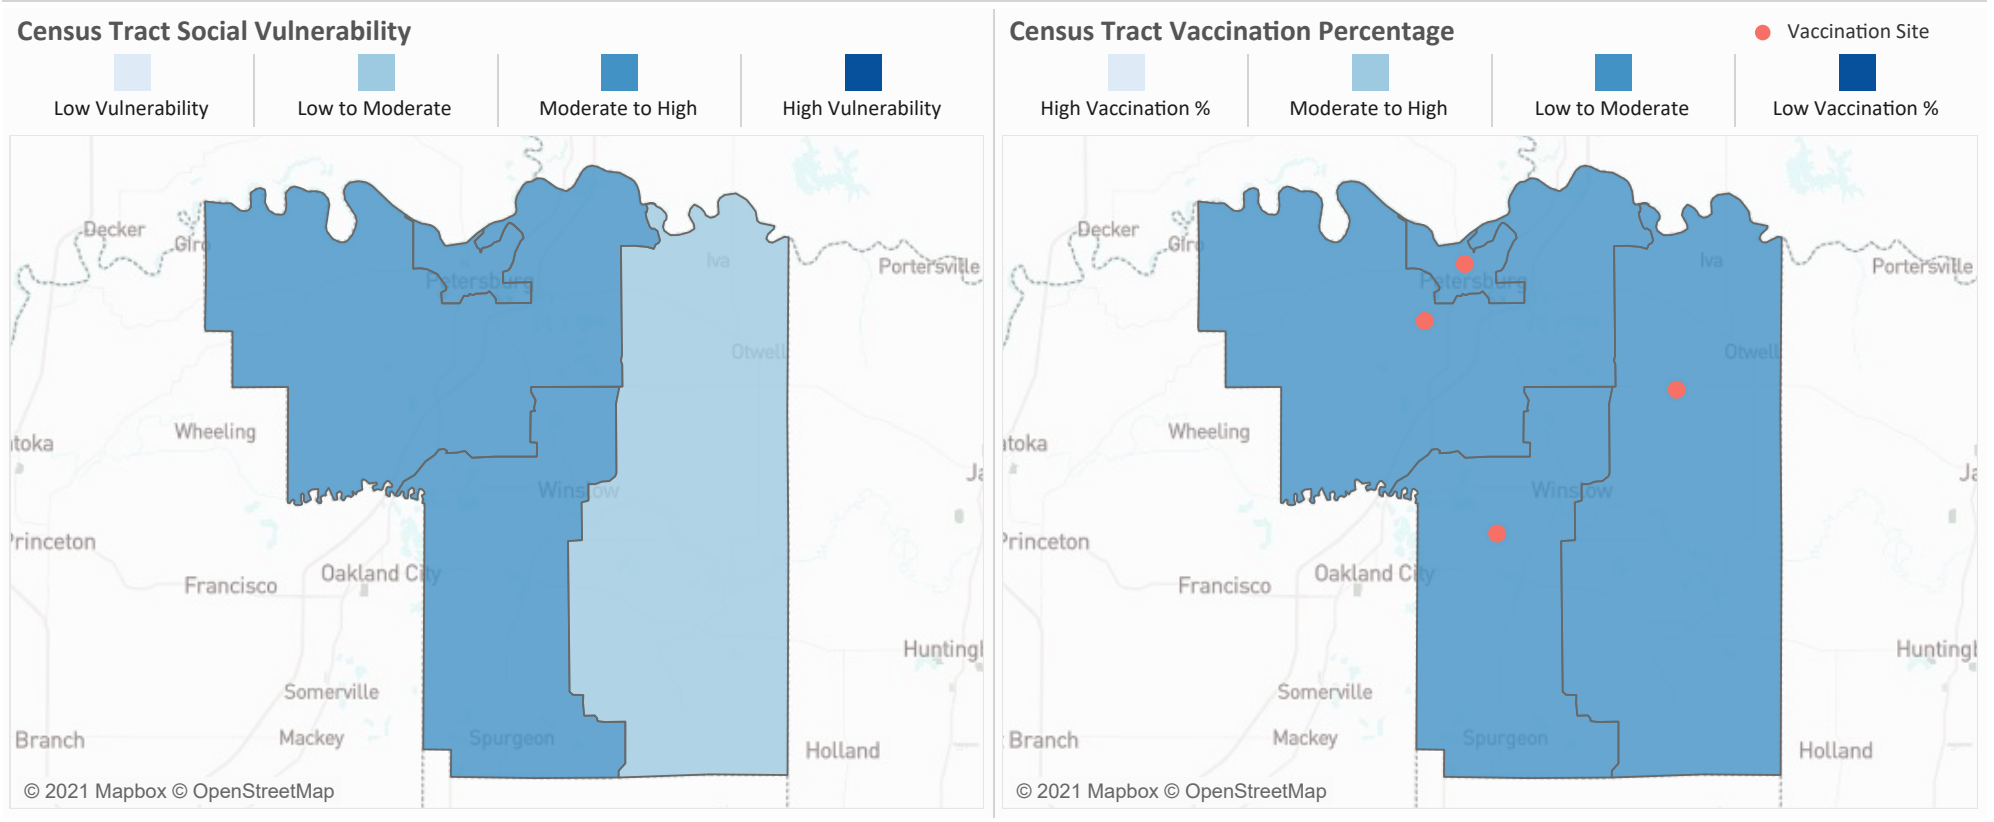 Census Tract Social Vulnerability
Low Vulnerability
Low to Moderate
Moderate to High
High Vulnerability
Decker
Giro
Petersburg
Iva
Portersville
Otwell
Wheeling
Winslow
Princeton
Francisco
Oakland City
Somerville
Mackey
Spurgeon
Branch
Holland
© 2021 Mapbox © OpenStreetMap
Census Tract Vaccination Percentage
Vaccination Site
High Vaccination %
Moderate to High
Low to Moderate
Low Vaccination %
Decker
Giro
Petersburg
Iva
Portersville
Otwell
Wheeling
Winslow
Princeton
Francisco
Oakland City
Somerville
Mackey
Spurgeon
Branch
Holland
© 2021 Mapbox © OpenStreetMap